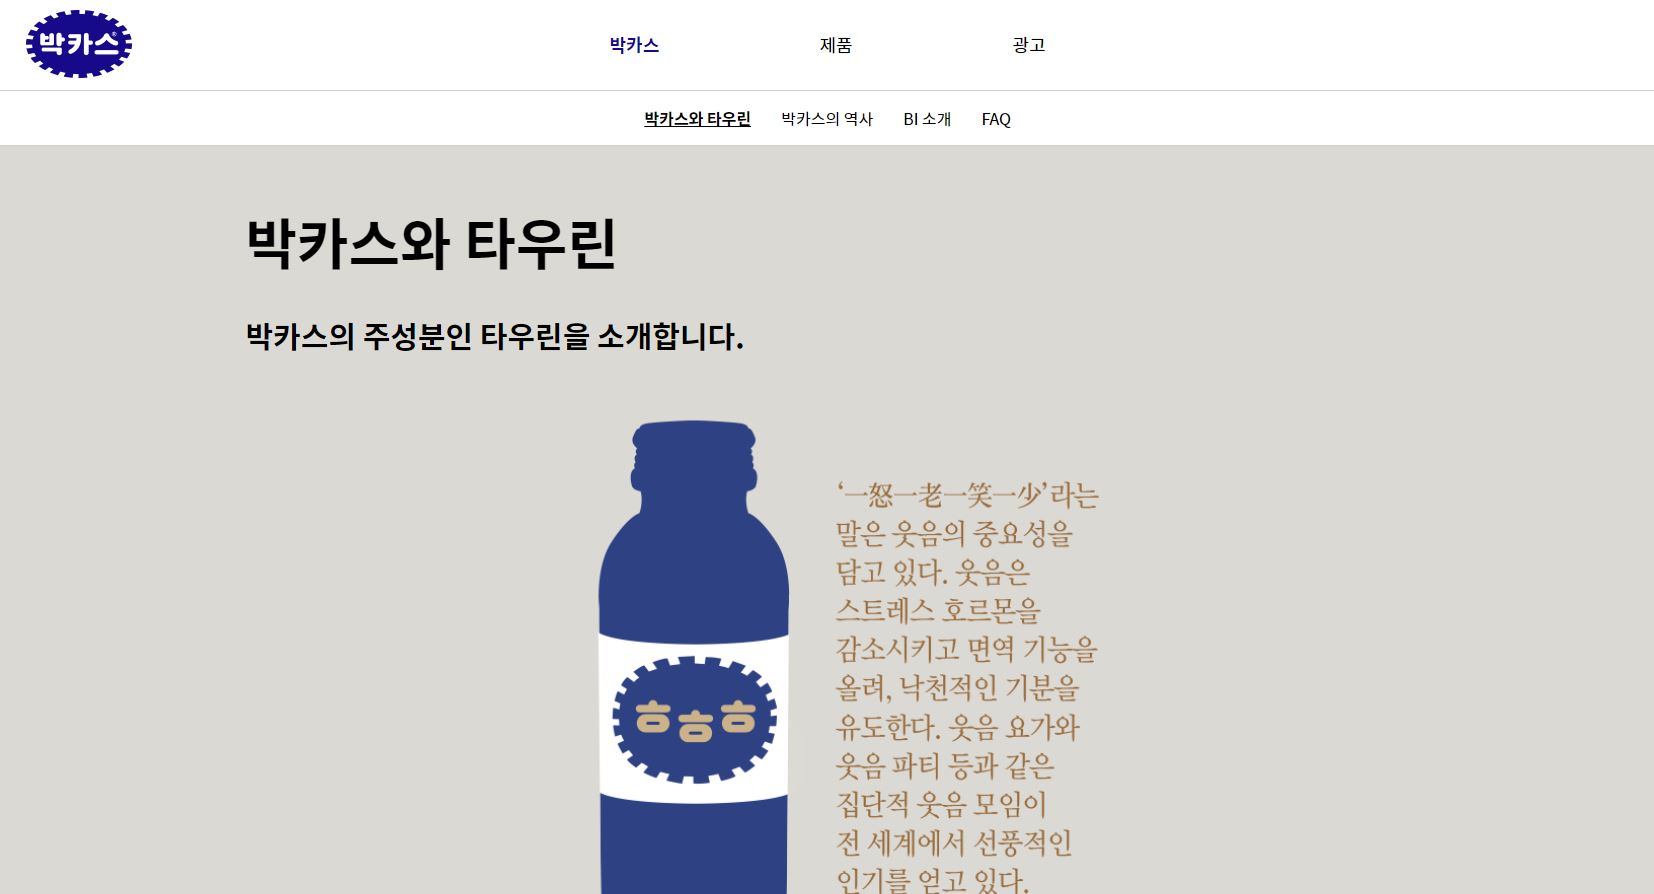 박카스
박카스 제품 광고
박카스와 타우린 박카스의 역사 BI 소개 FAQ
박카스와 타우린
박카스의 주성분인 타우린을 소개합니다.
ㅎㅎㅎ
‘一怒一老一笑一少’라는
말은 웃음의 중요성을
담고 있다. 웃음은
스트레스 호르몬을
감소시키고 면역 기능을
올려, 낙천적인 기분을
유도한다. 웃음 요가와
웃음 파티 등과 같은
집단적 웃음 모임이
전 세계에서 선풍적인
인기를 얻고 있다.